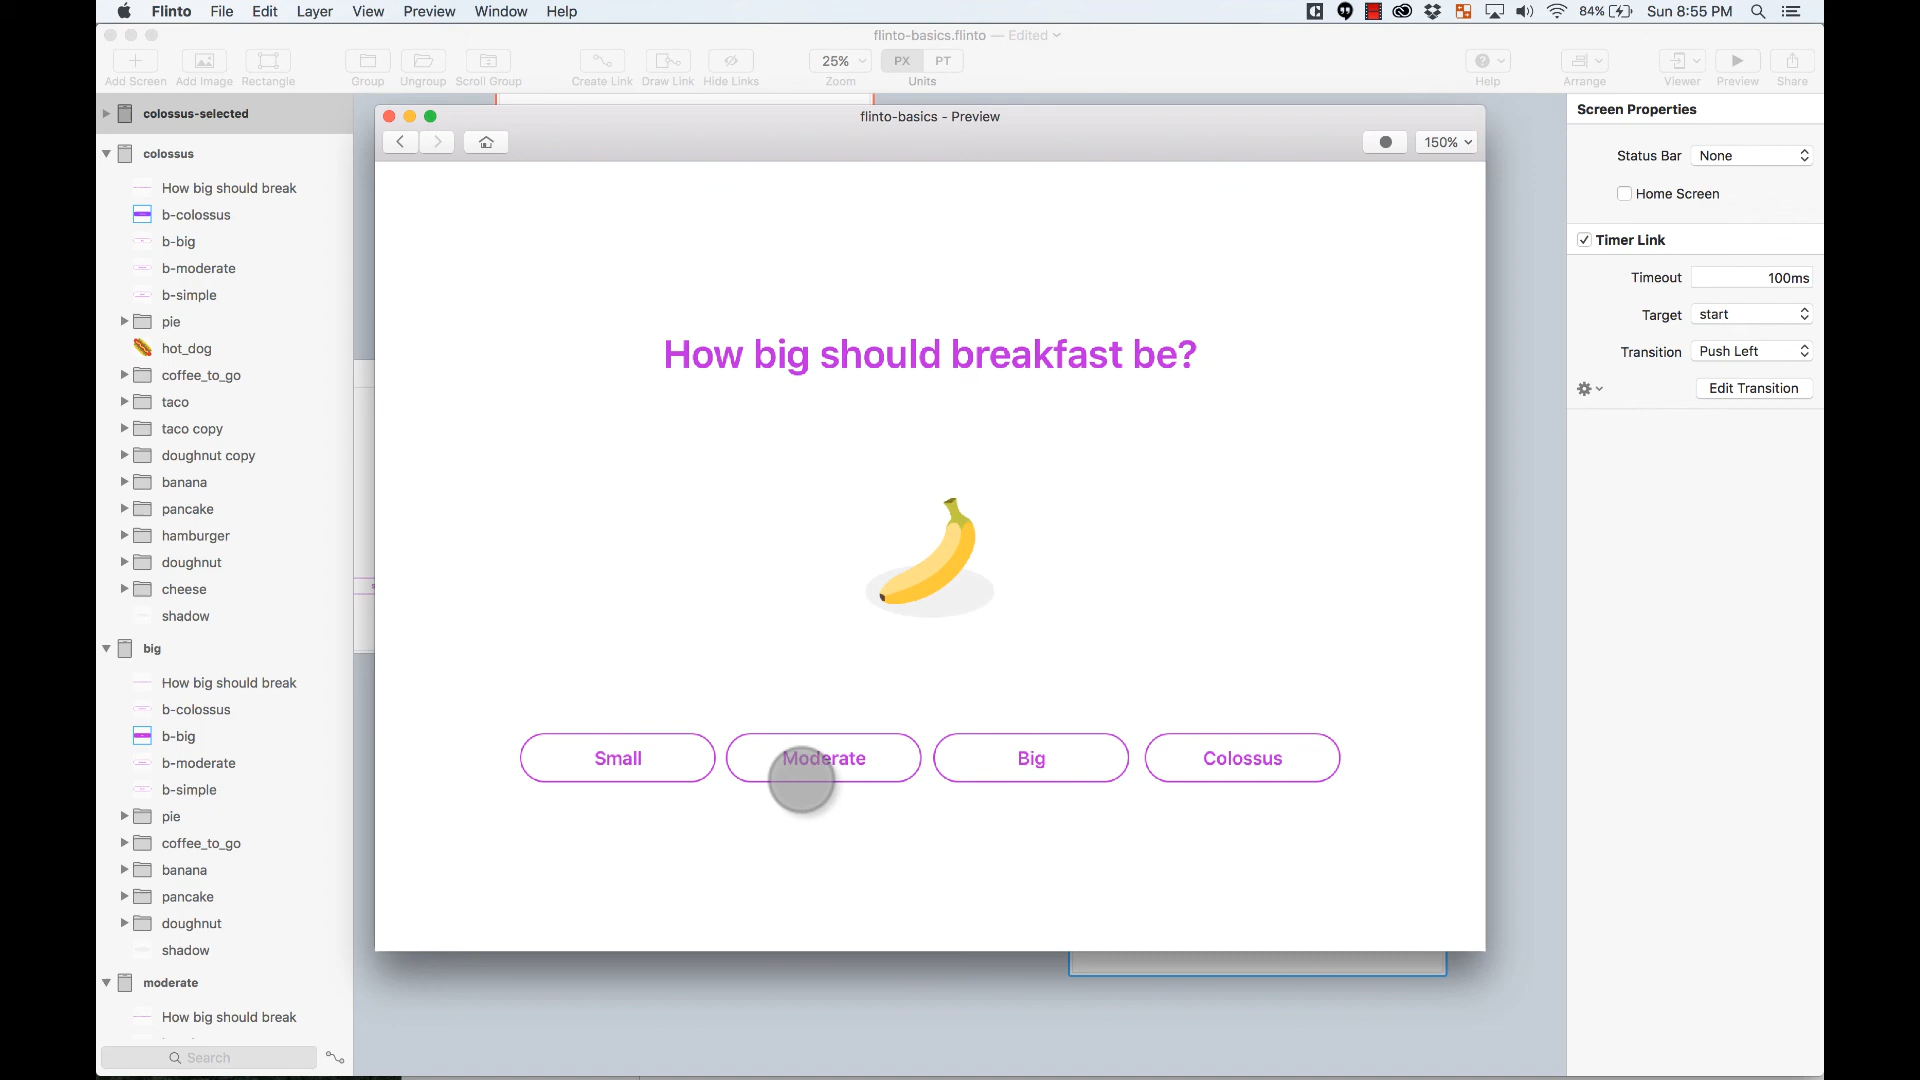 Flinto File Edit Layer View Preview Window Help
84% Sun 8:55 PM
flinto-basics.flinto — Edited
25% PX PT
Add Screen Add Image Rectangle Group Ungroup Scroll Group Create Link Draw Link Hide Links Zoom Units Help Arrange Viewer Preview Share
colossus-selected
colossus
How big should break
b-colossus
b-big
b-moderate
b-simple
pie
hot_dog
coffee_to_go
taco
taco copy
doughnut copy
banana
pancake
hamburger
doughnut
cheese
shadow
big
How big should break
b-colossus
b-big
b-moderate
b-simple
pie
coffee_to_go
banana
pancake
doughnut
shadow
moderate
How big should break
Search
flinto-basics - Preview
150%
How big should breakfast be?
Small Moderate Big Colossus
Screen Properties
Status Bar None
Home Screen
Timer Link
Timeout 100ms
Target start
Transition Push Left
Edit Transition